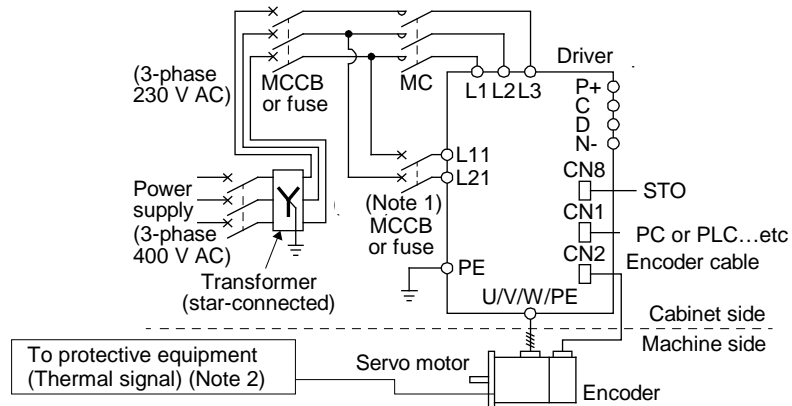 (3-phase
230 V AC)
MCCB
or fuse
MC
L1 L2 L3
Driver
P+
C
D
N-
L11
L21
CN8
STO
Power
supply
(3-phase
400 V AC)
(Note 1)
MCCB
or fuse
CN1
PC or PLC…etc
CN2
Encoder cable
Transformer
(star-connected)
PE
U/V/W/PE
Cabinet side
Machine side
To protective equipment
(Thermal signal) (Note 2)
Servo motor
Encoder